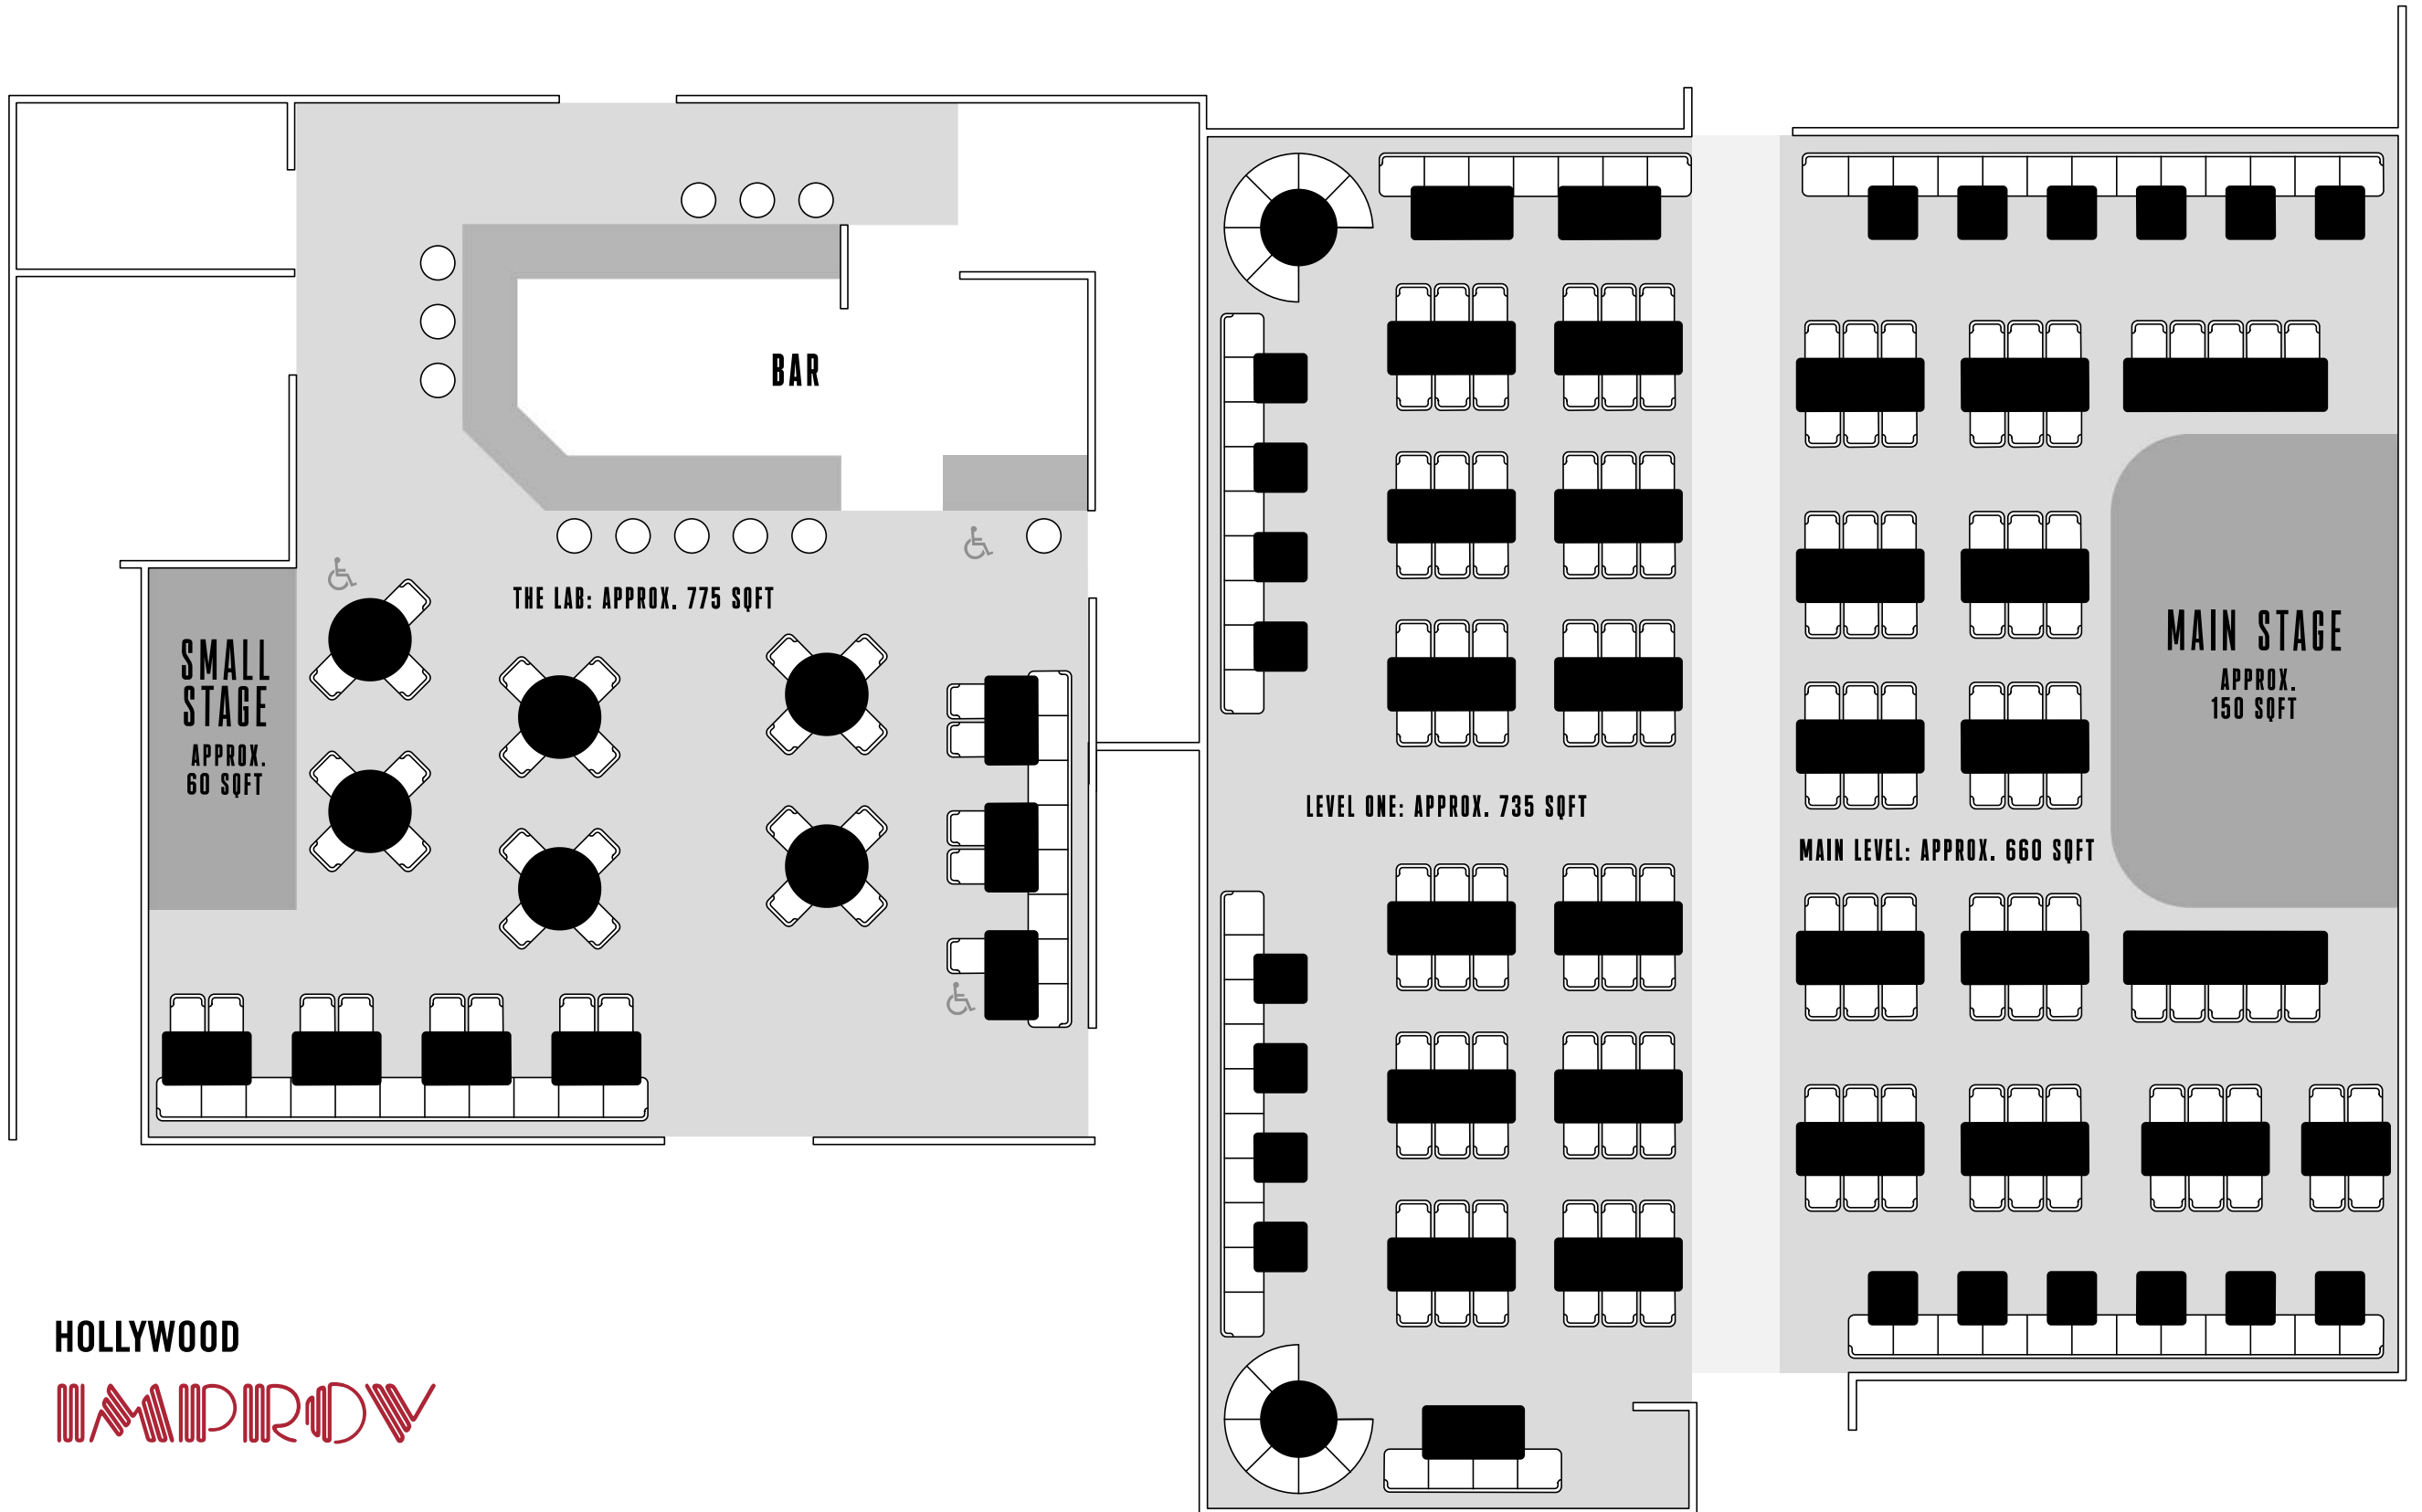 BAR
THE LAB: APPROX. 775 SQFT
SMALL
STAGE
APPROX.
60 SQFT
LEVEL ONE: APPROX. 735 SQFT
MAIN STAGE
APPROX.
150 SQFT
MAIN LEVEL: APPROX. 660 SQFT
HOLLYWOOD
IMPROV